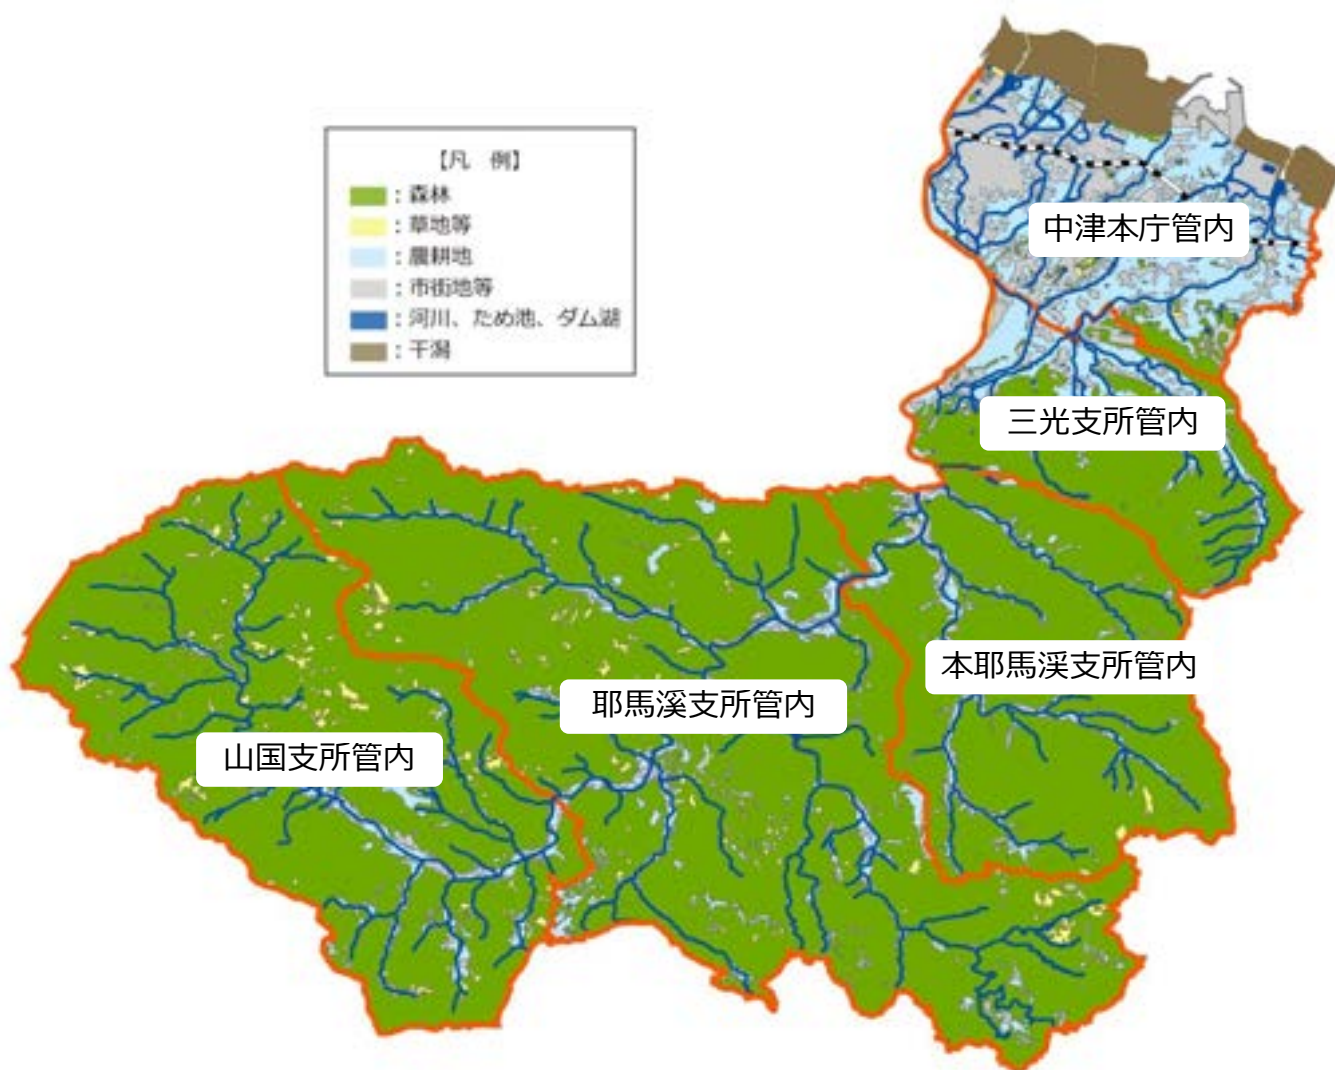 【凡 例】
：森林
：草地等
：農耕地
：市街地等
：河川、ため池、ダム湖
：干潟
中津本庁管内
三光支所管内
本耶馬渓支所管内
耶馬溪支所管内
山国支所管内